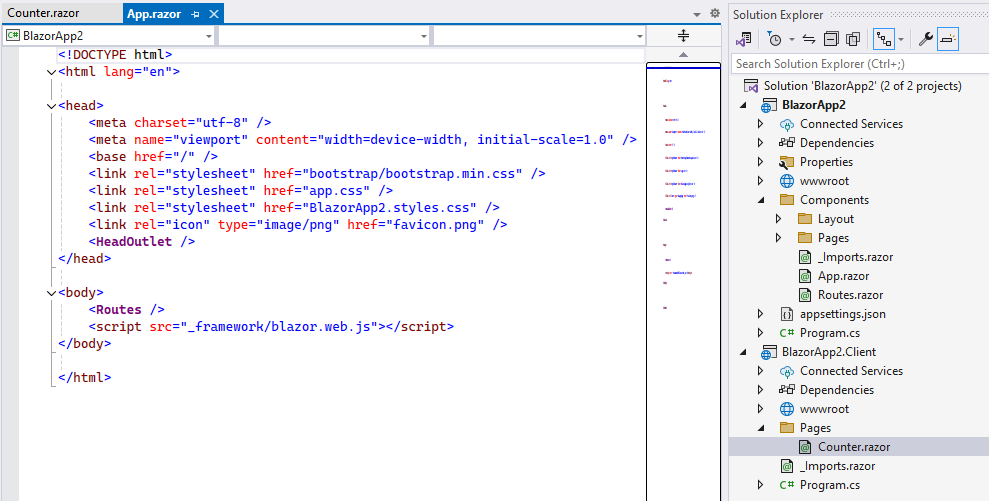 Counter.razor
App.razor
BlazorApp2
<!DOCTYPE html>
<html lang="en">
<head>
<meta charset="utf-8" />
<meta name="viewport" content="width=device-width, initial-scale=1.0" />
<base href="/" />
<link rel="stylesheet" href="bootstrap/bootstrap.min.css" />
<link rel="stylesheet" href="app.css" />
<link rel="stylesheet" href="BlazorApp2.styles.css" />
<link rel="icon" type="image/png" href="favicon.png" />
<HeadOutlet />
</head>
<body>
<Routes />
<script src="_framework/blazor.web.js"></script>
</body>
</html>
Solution Explorer
Search Solution Explorer (Ctrl+;)
Solution 'BlazorApp2' (2 of 2 projects)
BlazorApp2
Connected Services
Dependencies
Properties
wwwroot
Components
Layout
Pages
_Imports.razor
App.razor
Routes.razor
appsettings.json
C# Program.cs
BlazorApp2.Client
Connected Services
Dependencies
wwwroot
Pages
Counter.razor
_Imports.razor
C# Program.cs